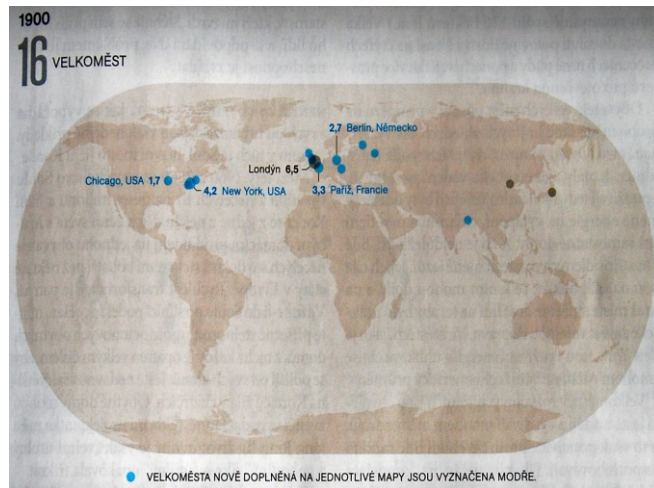 1900
16 VELKOMĚST
2,7 Berlín, Německo
Londýn 6,5
Chicago, USA 1,7
4,2 New York, USA
3,3 Paříž, Francie
VELKOMĚSTA NOVĚ DOPLNĚNÁ NA JEDNOTLIVÉ MAPY JSOU VYZNAČENA MODŘE.